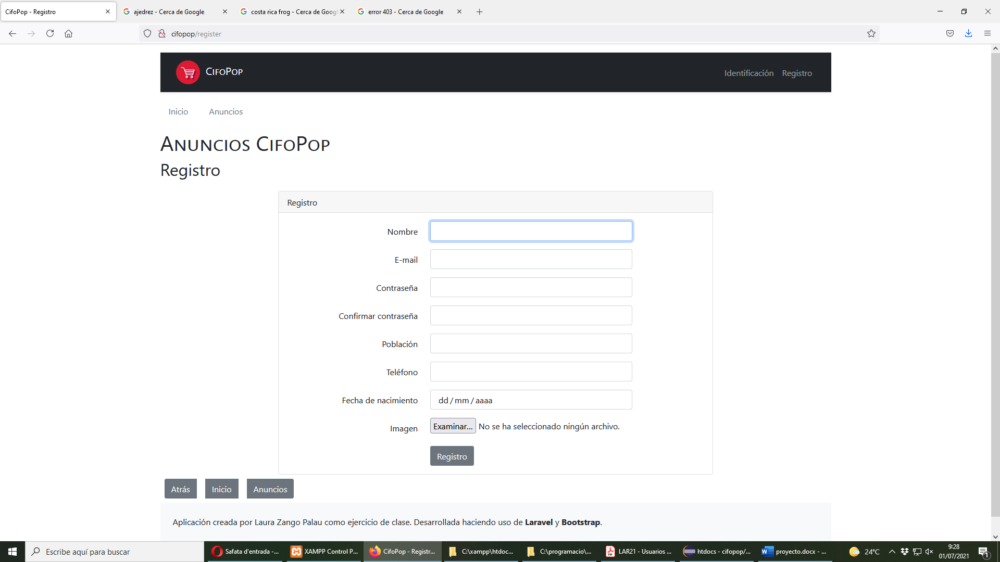 CifoPop - Registro
ajedrez - Cerca de Google
costa rica frog - Cerca de Goog
error 403 - Cerca de Google
cifopop/register
CifoPop
Identificación
Registro
Inicio
Anuncios
Anuncios CifoPop
Registro
Registro
Nombre
E-mail
Contraseña
Confirmar contraseña
Población
Teléfono
Fecha de nacimiento
dd / mm / aaaa
Imagen
Examinar...
No se ha seleccionado ningún archivo.
Registro
Atrás
Inicio
Anuncios
Aplicación creada por Laura Zango Palau como ejercicio de clase. Desarrollada haciendo uso de Laravel y Bootstrap.
Escribe aquí para buscar
Safata d'entrada -...
XAMPP Control P...
CifoPop - Registr...
C:\xampp\htdoc...
C:\programacio\...
LAR21 - Usuarios ...
htdocs - cifopop/...
proyecto.docx - ...
24°C
9:28
01/07/2021
1